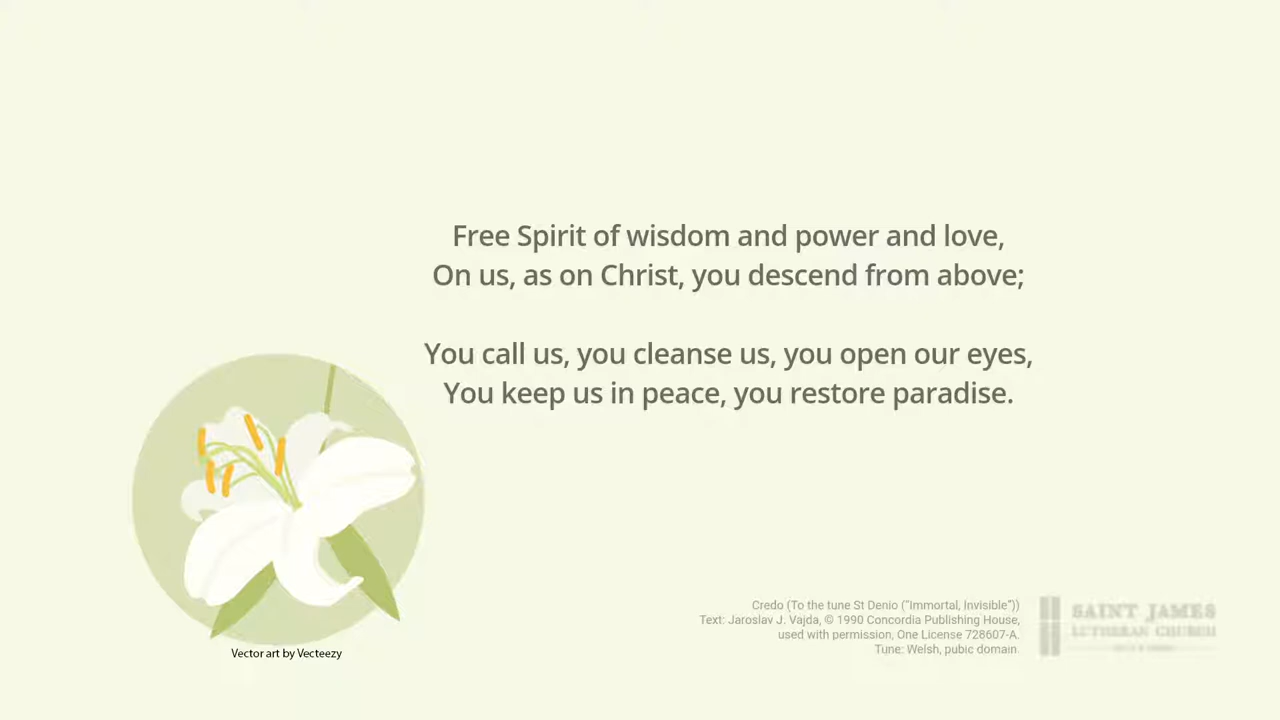 Free Spirit of wisdom and power and love,
On us, as on Christ, you descend from above;
You call us, you cleanse us, you open our eyes,
You keep us in peace, you restore paradise.
Vector art by Vecteezy
Credo (To the tune St Denio ("Immortal, Invisible"))
Text: Jaroslav J. Vajda, © 1990 Concordia Publishing House,
used with permission, One License 728607-A.
Tune: Welsh, pubic domain.
SAINT JAMES
LUTHERAN CHURCH